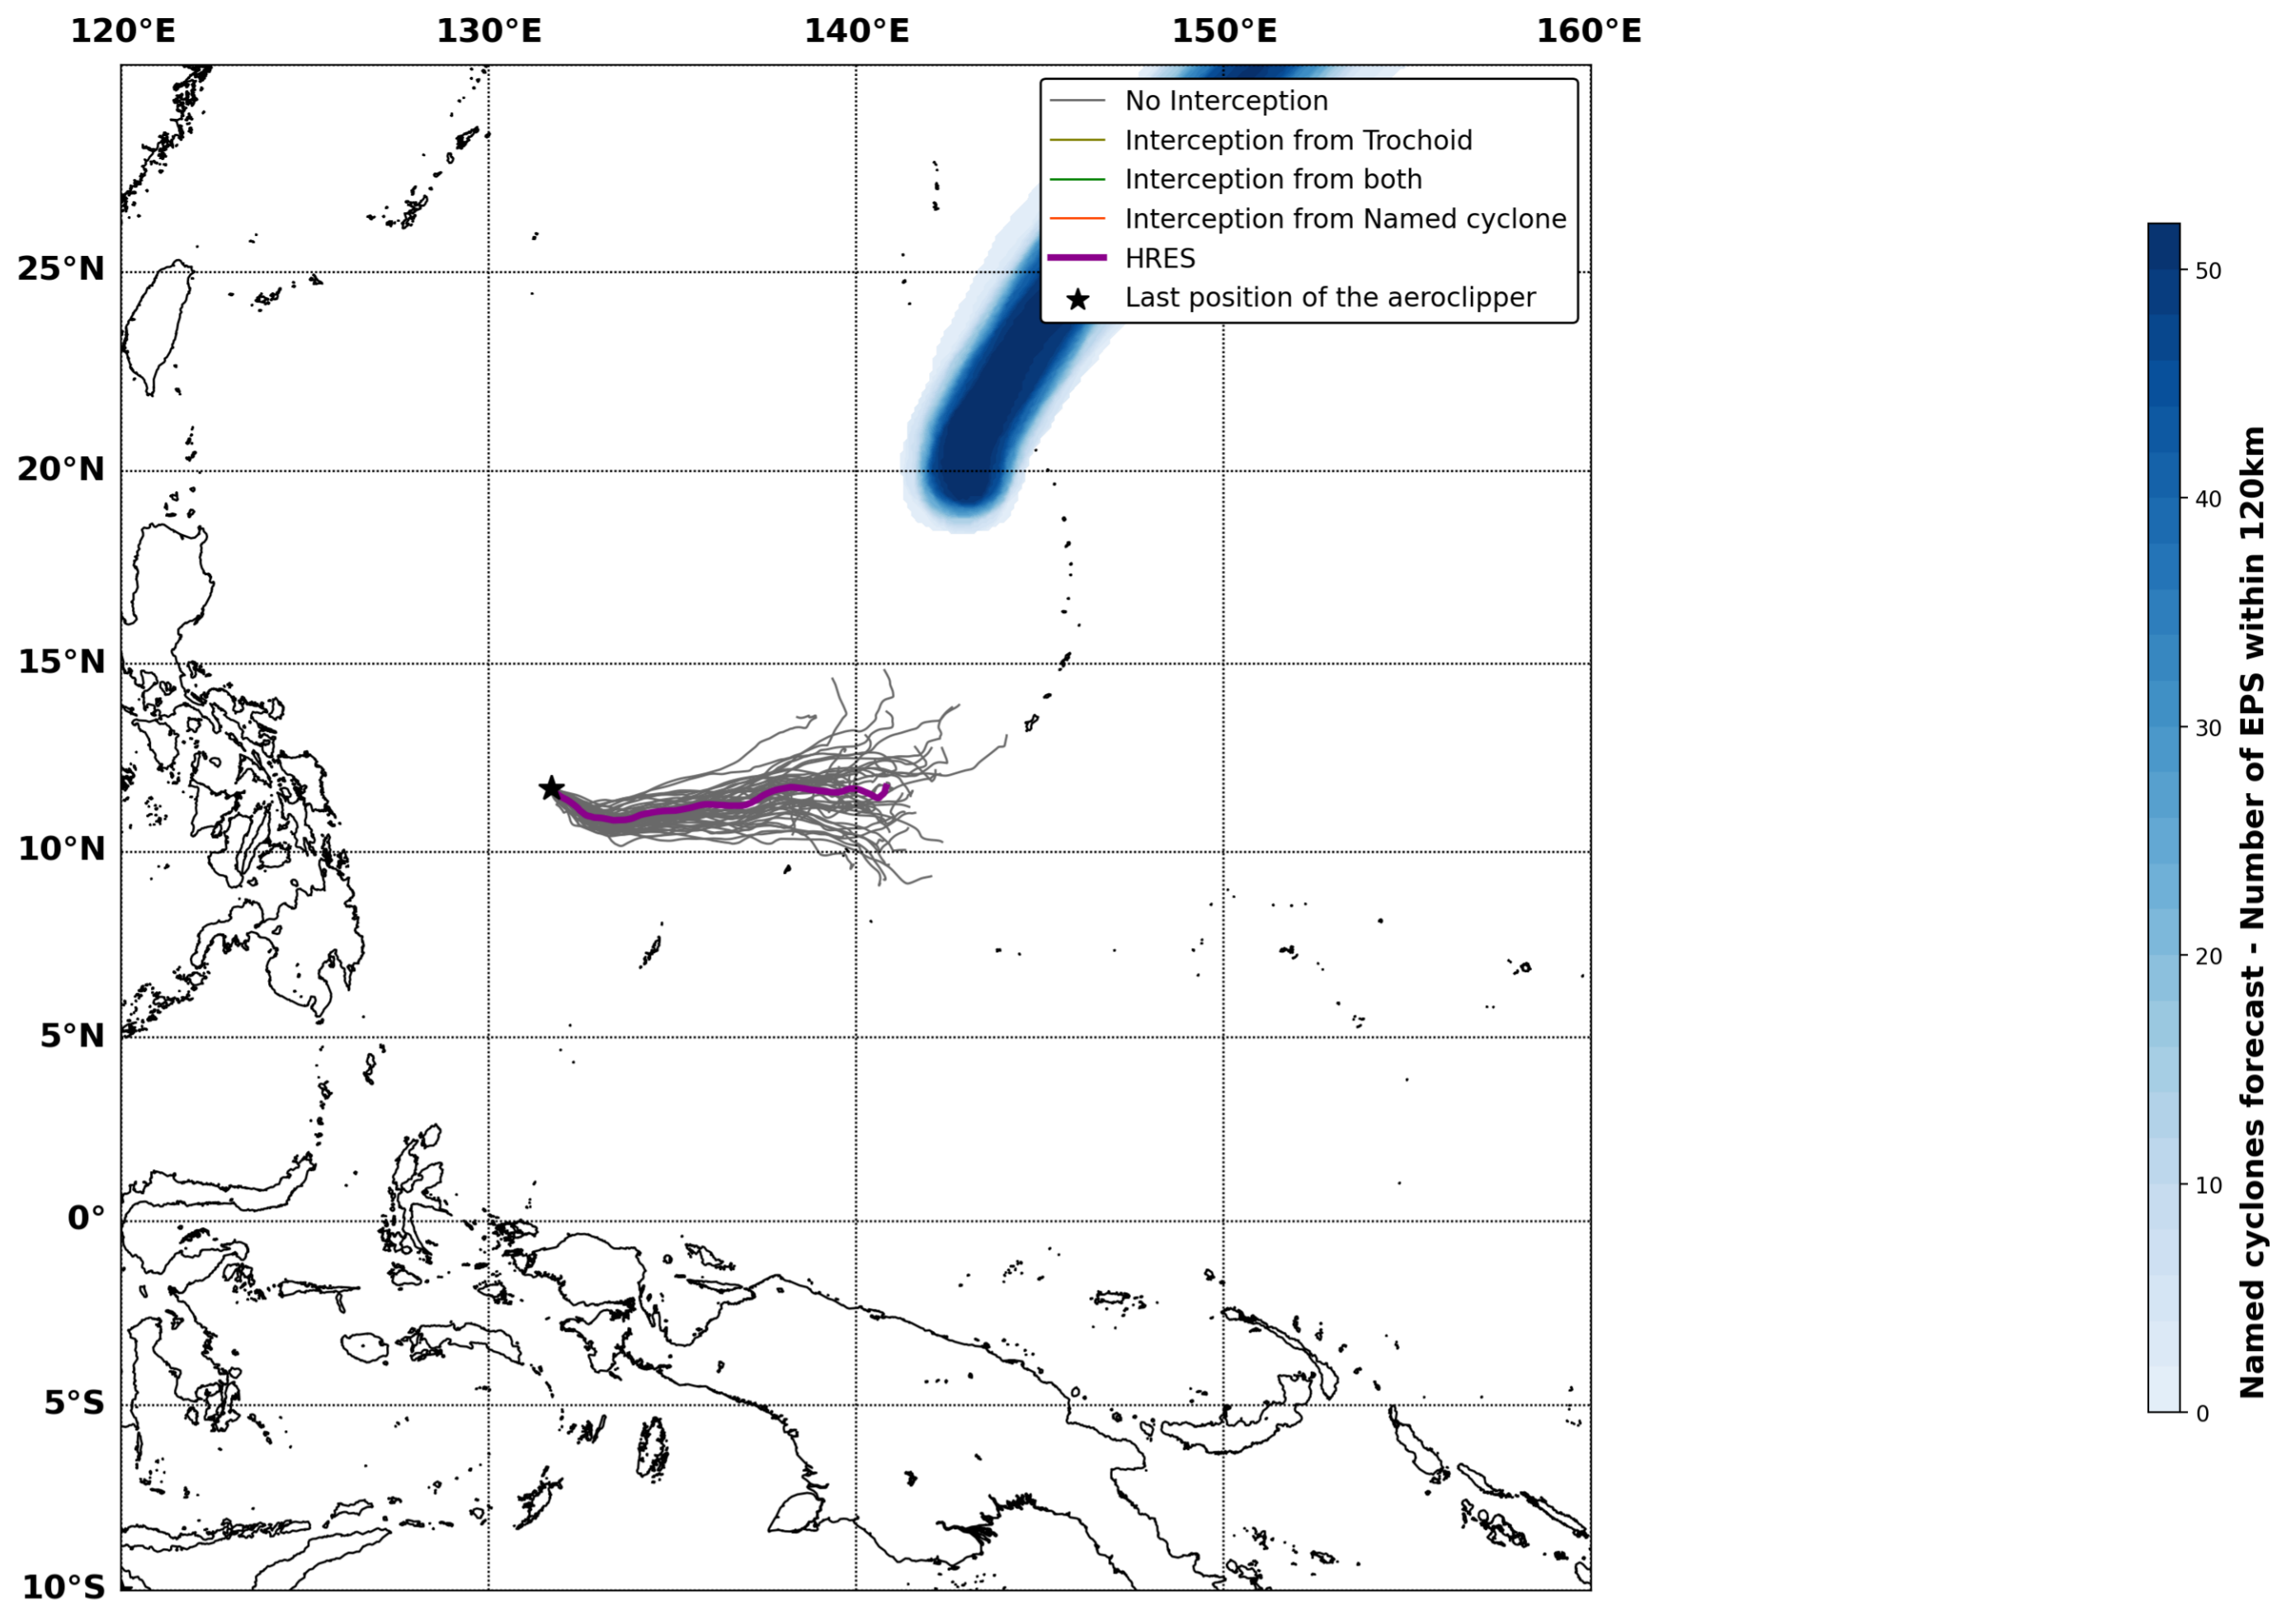 120°E 130°E 140°E 150°E 160°E
No Interception
Interception from Trochoid
Interception from both
Interception from Named cyclone
HRES
Last position of the aeroclipper
25°N
20°N
15°N
10°N
5°N
0°
5°S
10°S
50
40
30
20
10
0
Named cyclones forecast - Number of EPS within 120km